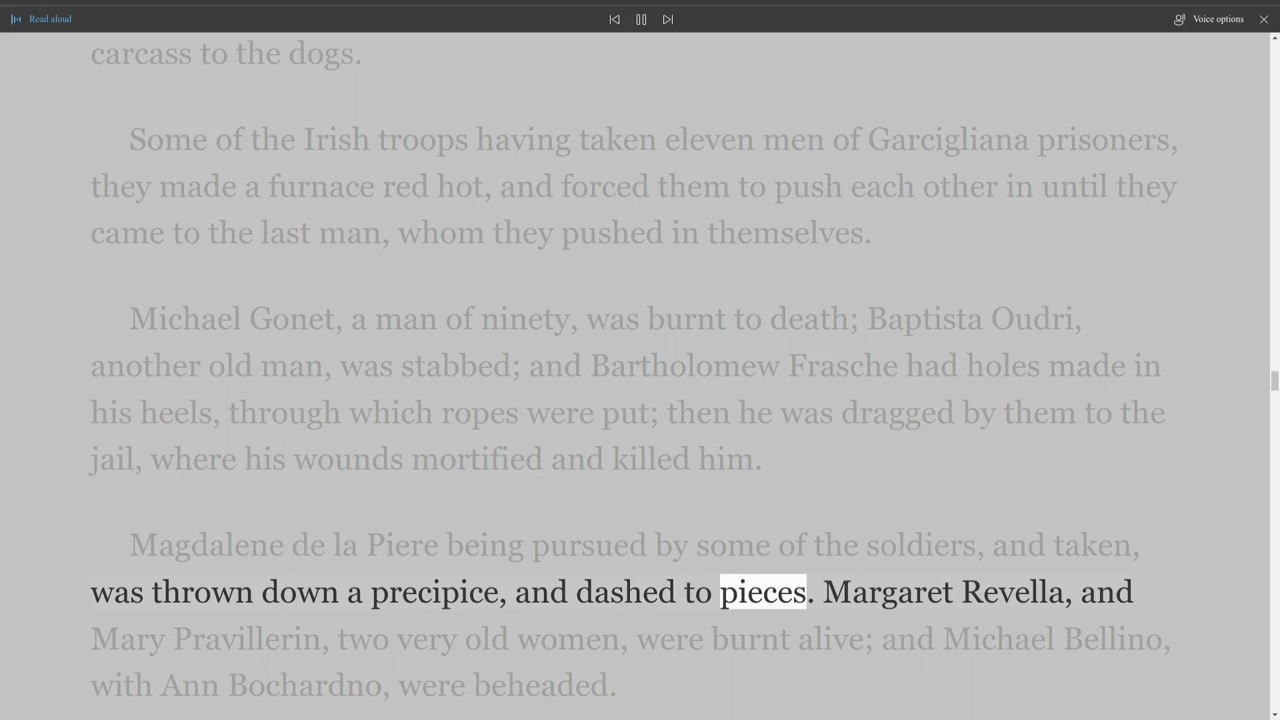 Read aloud
Voice options
carcass to the dogs.
Some of the Irish troops having taken eleven men of Garcigliana prisoners,
they made a furnace red hot, and forced them to push each other in until they
came to the last man, whom they pushed in themselves.
Michael Gonet, a man of ninety, was burnt to death; Baptista Oudri,
another old man, was stabbed; and Bartholomew Frasche had holes made in
his heels, through which ropes were put; then he was dragged by them to the
jail, where his wounds mortified and killed him.
Magdalene de la Piere being pursued by some of the soldiers, and taken,
was thrown down a precipice, and dashed to pieces. Margaret Revella, and
Mary Pravillerin, two very old women, were burnt alive; and Michael Bellino,
with Ann Bochardno, were beheaded.